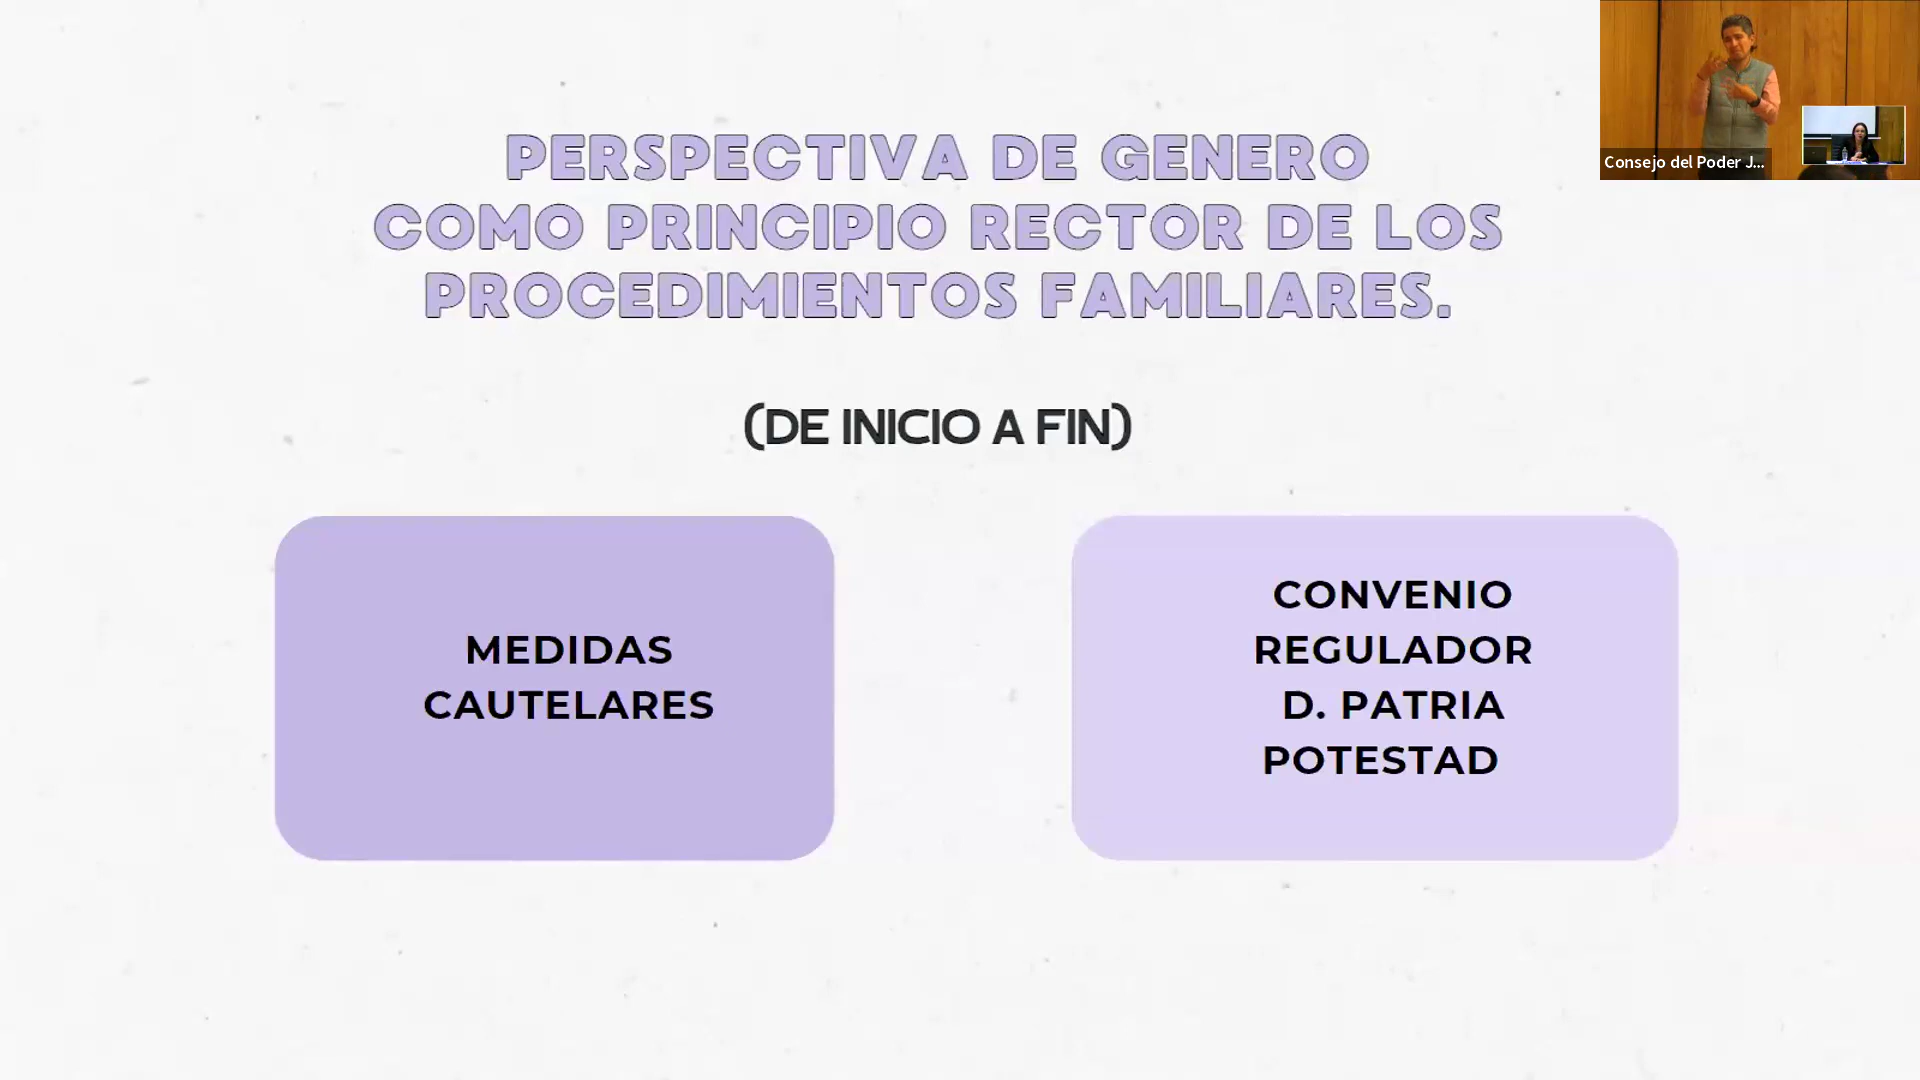 PERSPECTIVA DE GENERO
COMO PRINCIPIO RECTOR DE LOS
PROCEDIMIENTOS FAMILIARES.
(DE INICIO A FIN)
MEDIDAS
CAUTELARES
CONVENIO
REGULADOR
D. PATRIA
POTESTAD
Consejo del Poder J...